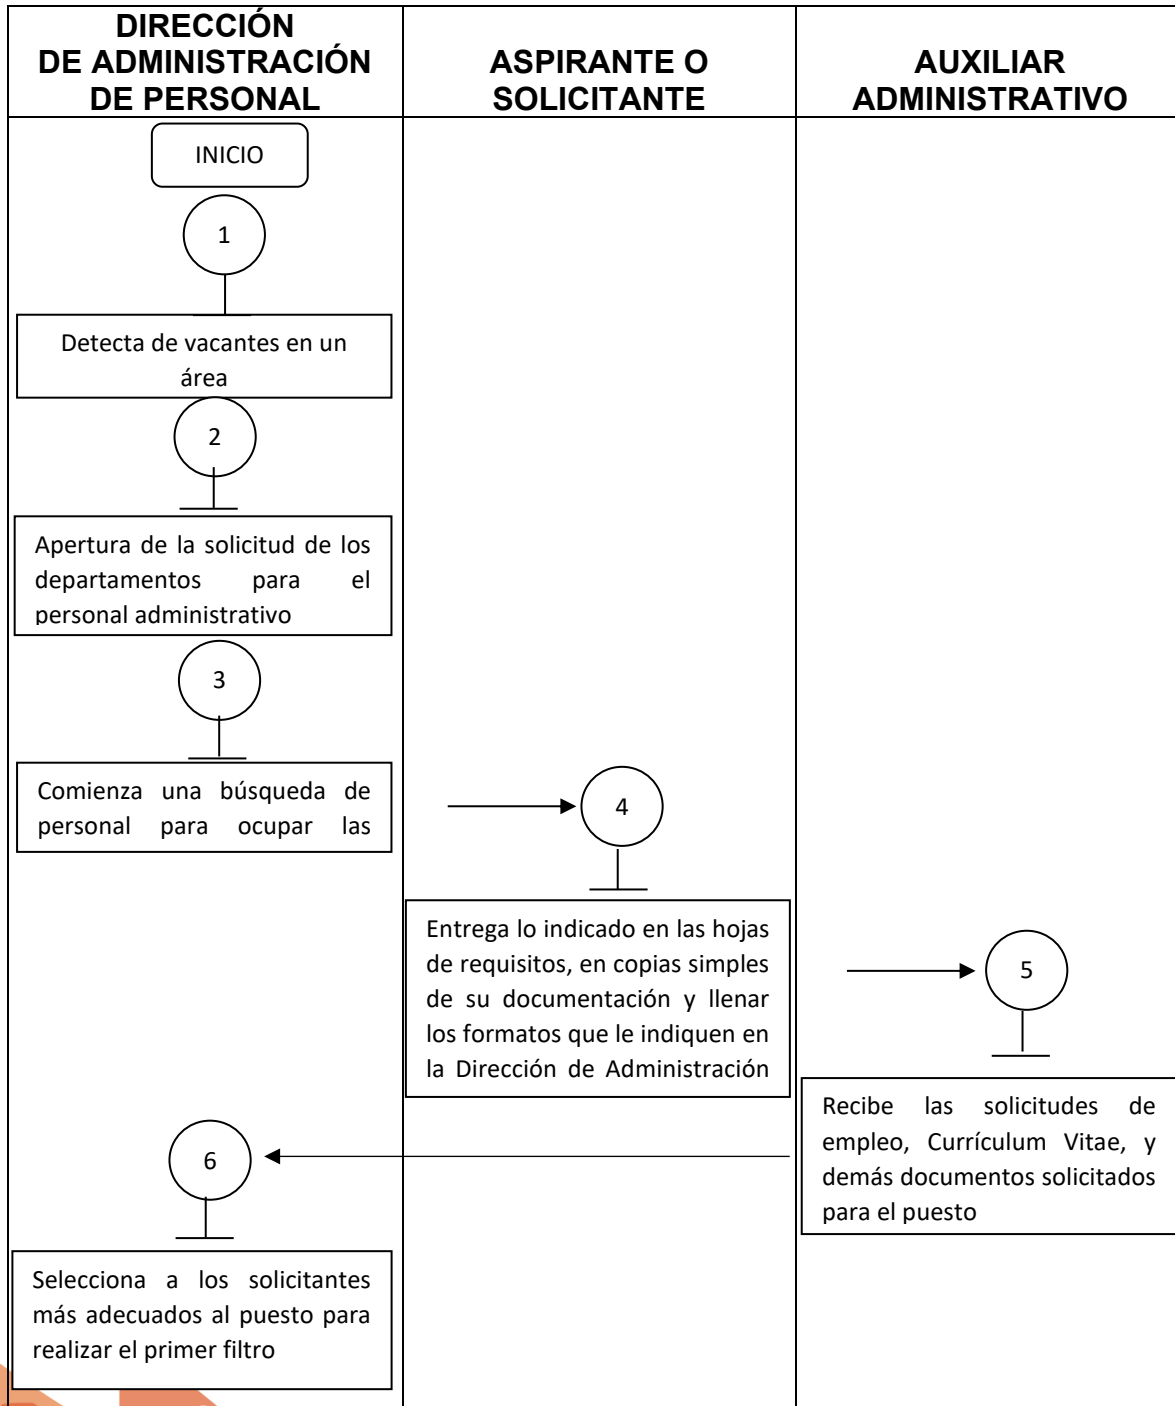 DIRECCIÓN
DE ADMINISTRACIÓN
DE PERSONAL
ASPIRANTE O
SOLICITANTE
AUXILIAR
ADMINISTRATIVO
INICIO
1
Detecta de vacantes en un
área
2
Apertura de la solicitud de los
departamentos para el
personal administrativo
3
Comienza una búsqueda de
personal para ocupar las
4
Entrega lo indicado en las hojas
de requisitos, en copias simples
de su documentación y llenar
los formatos que le indiquen en
la Dirección de Administración
5
Recibe las solicitudes de
empleo, Currículum Vitae, y
demás documentos solicitados
para el puesto
6
Selecciona a los solicitantes
más adecuados al puesto para
realizar el primer filtro